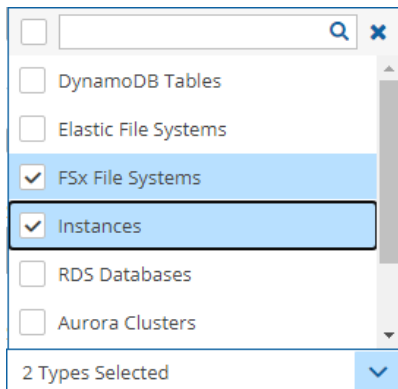 DynamoDB Tables
Elastic File Systems
FSx File Systems
Instances
RDS Databases
Aurora Clusters
2 Types Selected